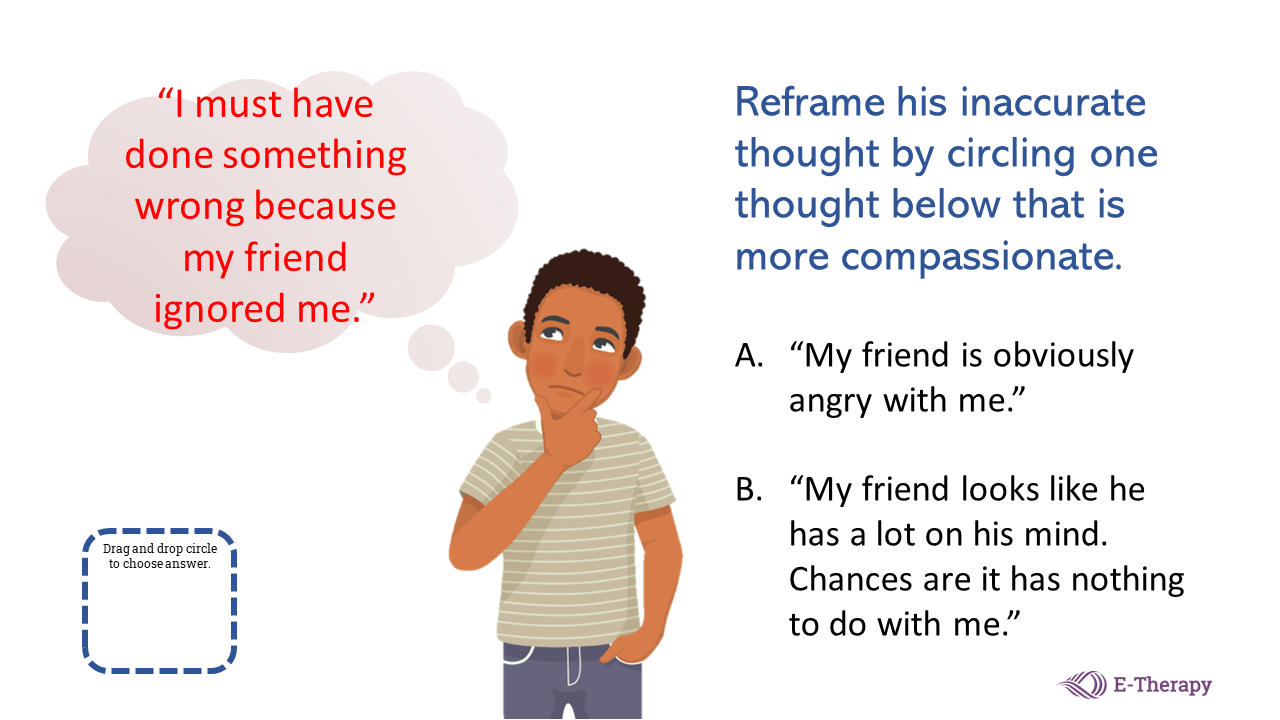 “I must have
done something
wrong because
my friend
ignored me.”
Reframe his inaccurate
thought by circling one
thought below that is
more compassionate.
A. “My friend is obviously
angry with me.”
B. “My friend looks like he
has a lot on his mind.
Chances are it has nothing
to do with me.”
Drag and drop circle
to choose answer.
E-Therapy